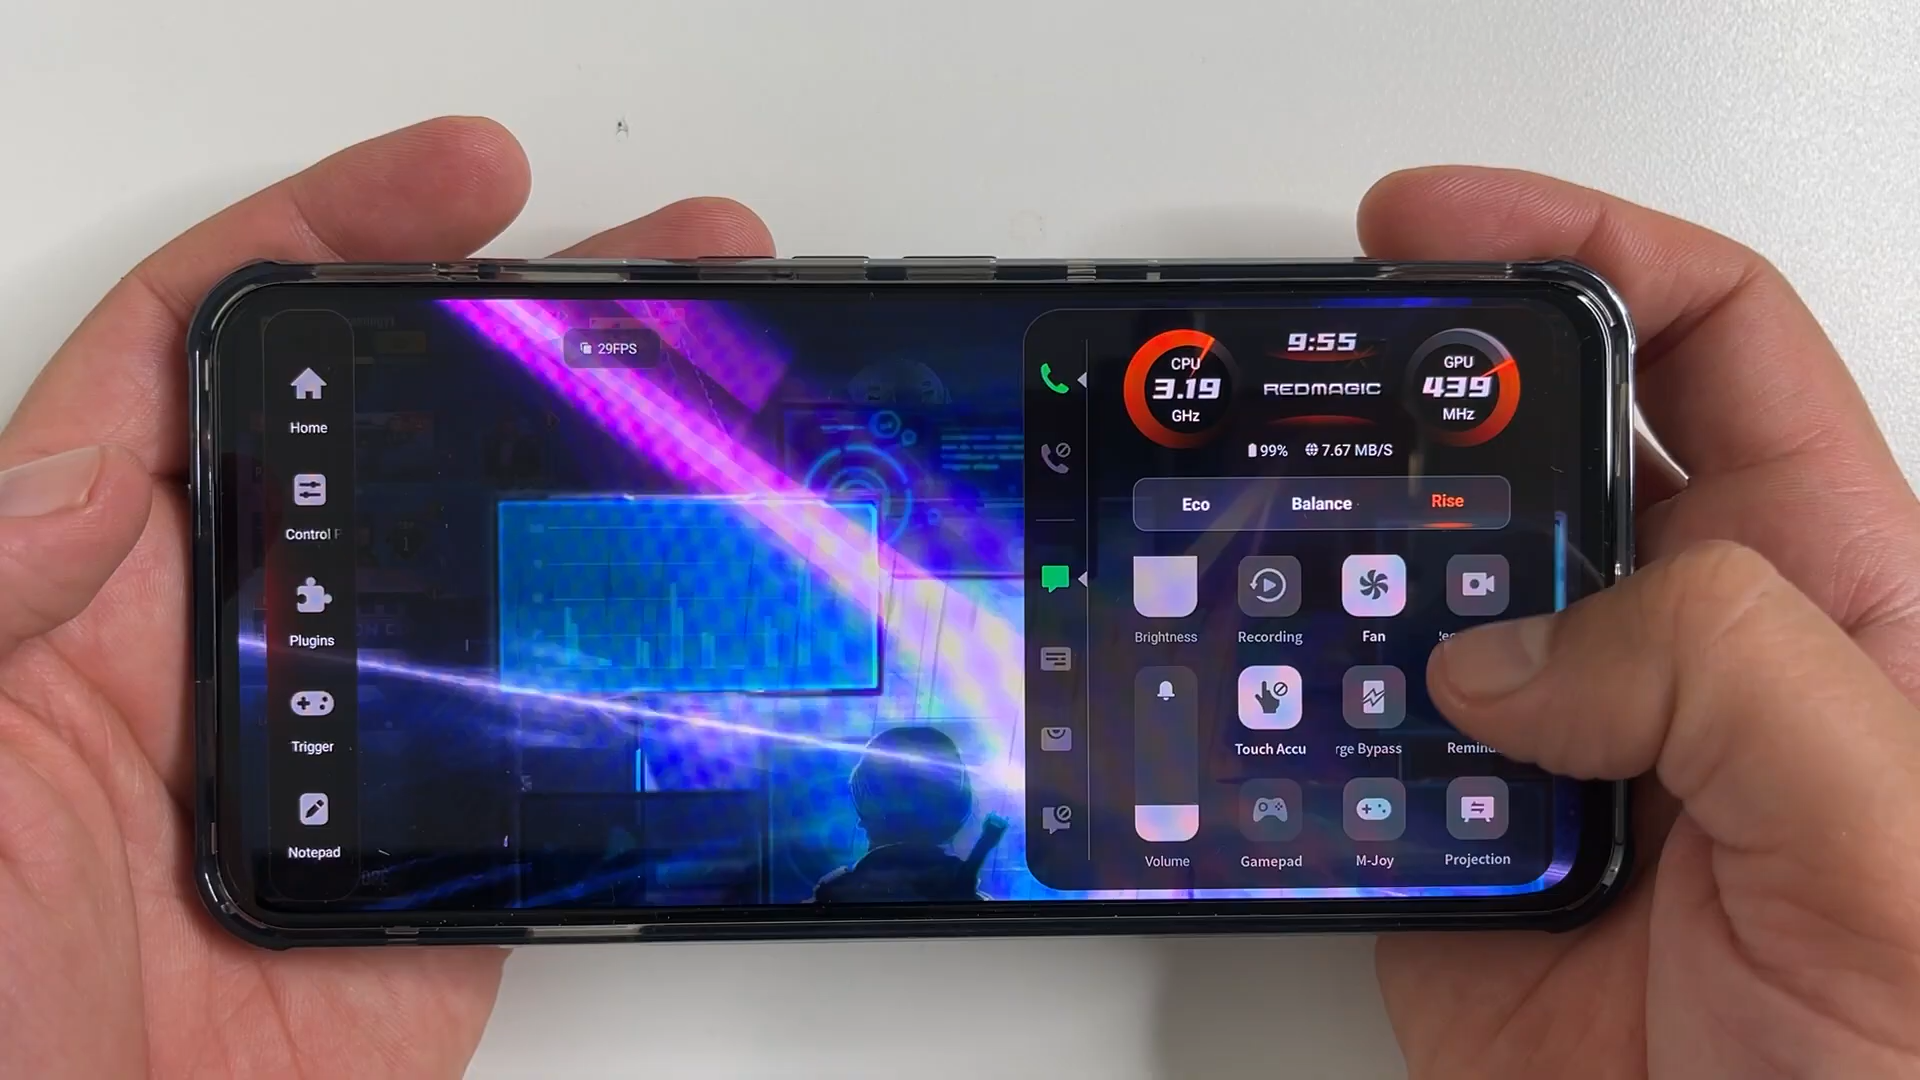 29FPS
Home
Control P
Plugins
Trigger
Notepad
CPU
3.19
GHz
9:55
REDMAGIC
GPU
439
MHz
99% 7.67 MB/S
Eco Balance Rise
Brightness Recording Fan
Touch Accu rge Bypass Remind
Volume Gamepad M-Joy Projection